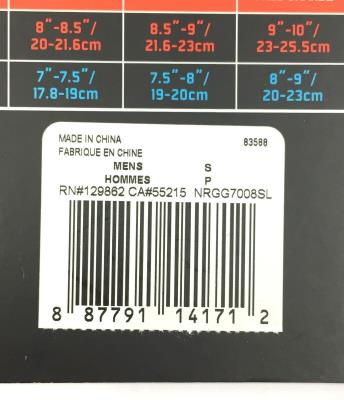 8"-8.5"/ 8.5"-9"/ 9"-10"/
20-21.6cm 21.6-23cm 23-25.5cm
7"-7.5"/ 7.5"-8"/ 8"-9"/
17.8-19cm 19-20cm 20-23cm
MADE IN CHINA 83588
FABRIQUE EN CHINE
MENS S
HOMMES P
RN#129862 CA#55215 NRGG7008SL
8 87791 14171 2